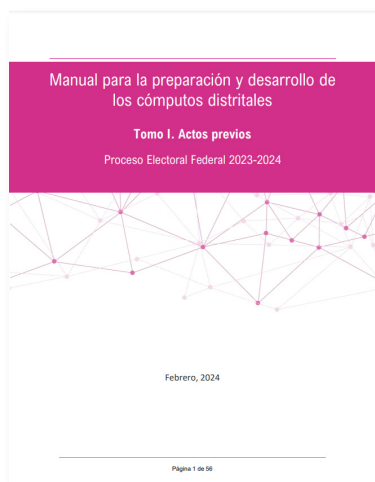 Manual para la preparación y desarrollo de
los cómputos distritales
Tomo I. Actos previos
Proceso Electoral Federal 2023-2024
Febrero, 2024
Página 1 de 56